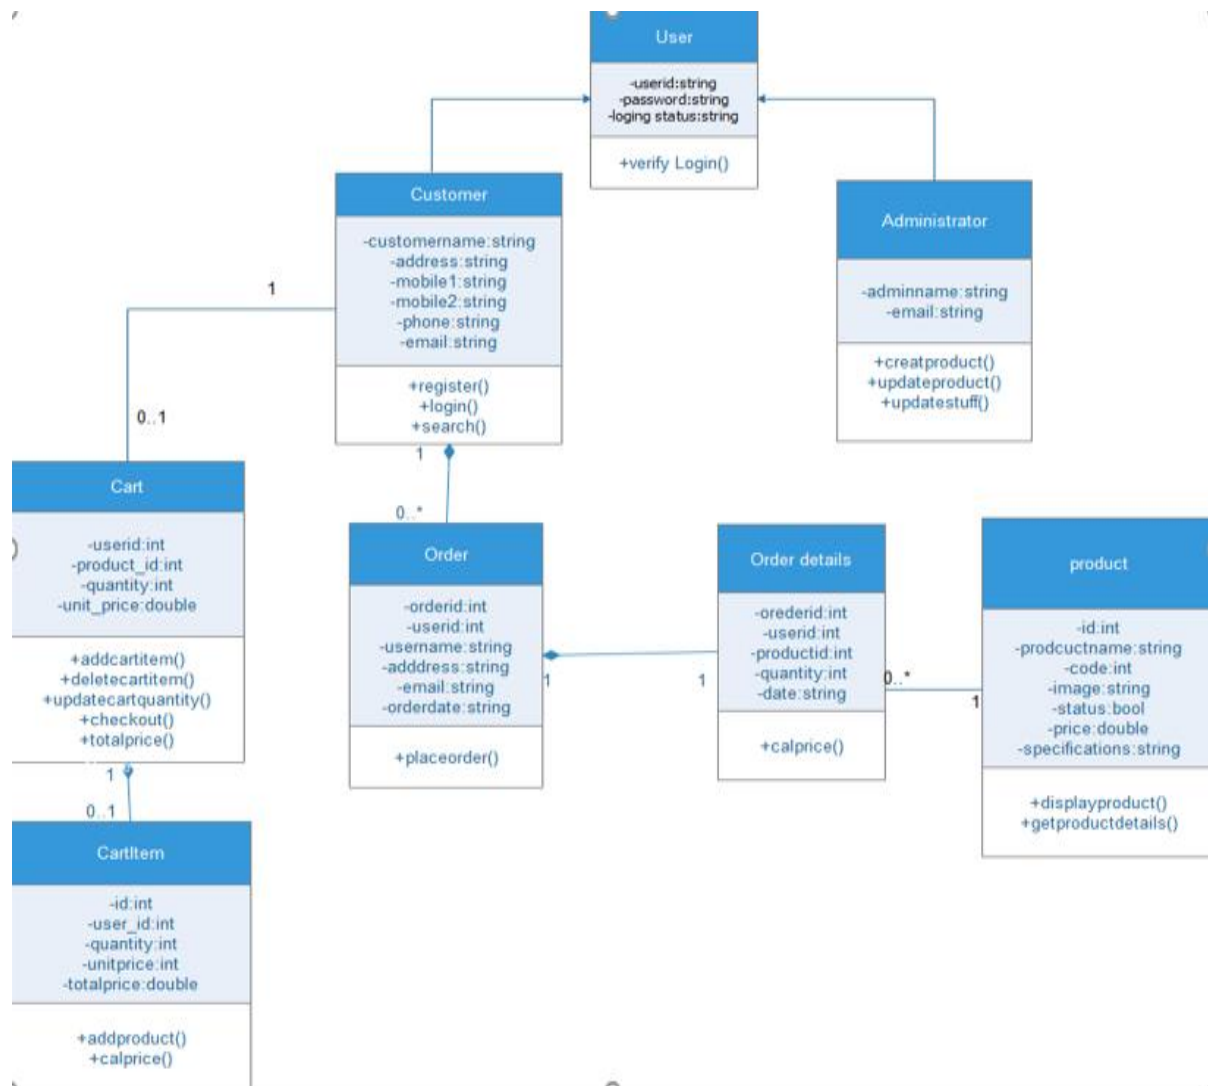 User
-userid:string
-password:string
-loging status:string
+verify Login()
Customer
-customername:string
-address:string
-mobile1:string
-mobile2:string
-phone:string
-email:string
+register()
+login()
+search()
Administrator
-adminname:string
-email:string
+creatproduct()
+updateproduct()
+updatestuff()
1
0..1
1
0..*
Cart
-userid:int
-product_id:int
-quantity:int
-unit_price:double
+addcartitem()
+deletecartitem()
+updatecartquantity()
+checkout()
+totalprice()
1
0..1
CartItem
-id:int
-user_id:int
-quantity:int
-unitprice:int
-totalprice:double
+addproduct()
+calprice()
Order
-orderid:int
-userid:int
-username:string
-adddress:string
-email:string
-orderdate:string
+placeorder()
1
1
Order details
-orederid:int
-userid:int
-productid:int
-quantity:int
-date:string
+calprice()
0..*
1
product
-id:int
-prodcuctname:string
-code:int
-image:string
-status:bool
-price:double
-specifications:string
+displayproduct()
+getproductdetails()